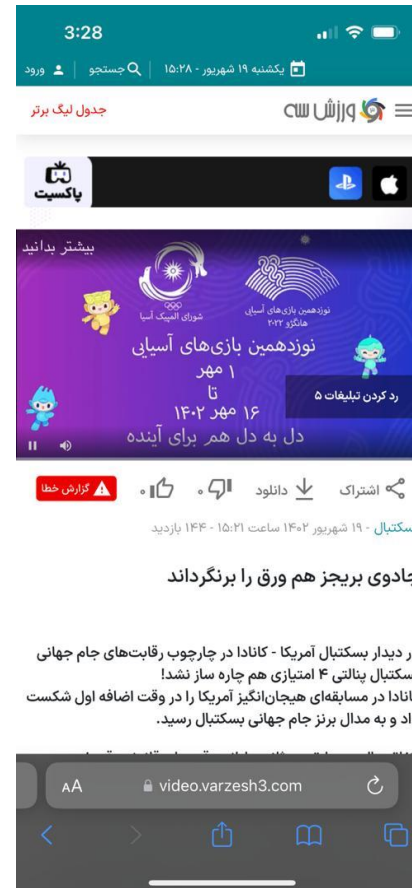 3:28
یکشنبه ۱۹ شهریور - ۱۵:۲۸ | جستجو | ورود
ورزش سه
جدول لیگ برتر
پاکسیت
بیشتر بدانید
نوزدهمین بازی‌های آسیایی
هانگژو ۲۰۲۲
شورای المپیک آسیا
نوزدهمین بازی‌های آسیایی
۱ مهر
تا
۱۶ مهر ۱۴۰۲
دل به دل هم برای آینده
رد کردن تبلیغات ۵
اشتراک دانلود ۰ ۰ گزارش خطا
سکتبال - ۱۹ شهریور ۱۴۰۲ ساعت ۱۵:۲۱ - ۱۴۴ بازدید
جادوی بریجز هم ورق را برنگرداند
ر دیدار بسکتبال آمریکا - کانادا در چارچوب رقابت‌های جام جهانی
سکتبال پنالتی ۴ امتیازی هم چاره ساز نشد!
انادا در مسابقه‌ای هیجان‌انگیز آمریکا را در وقت اضافه اول شکست
اد و به مدال برنز جام جهانی بسکتبال رسید.
AA video.varzesh3.com